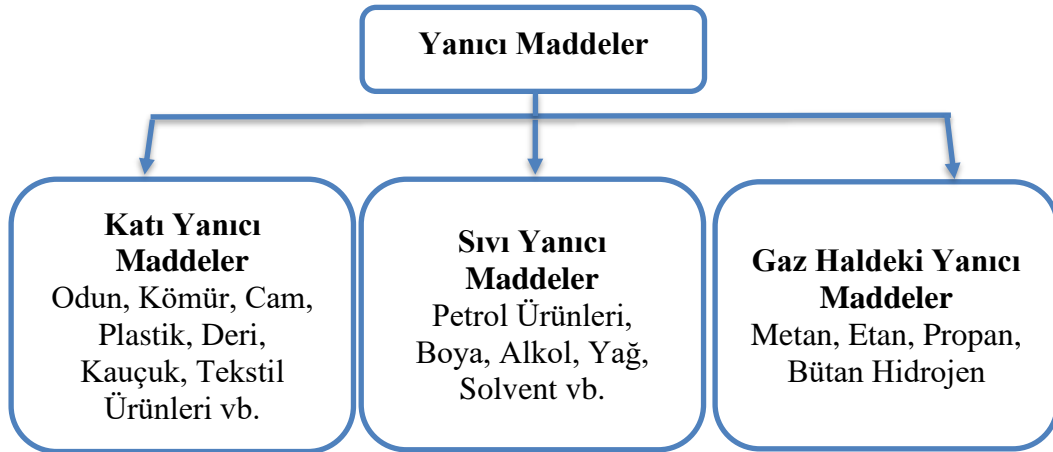 Yanıcı Maddeler
Katı Yanıcı
Maddeler
Odun, Kömür, Cam,
Plastik, Deri,
Kauçuk, Tekstil
Ürünleri vb.
Sıvı Yanıcı
Maddeler
Petrol Ürünleri,
Boya, Alkol, Yağ,
Solvent vb.
Gaz Haldeki Yanıcı
Maddeler
Metan, Etan, Propan,
Bütan Hidrojen